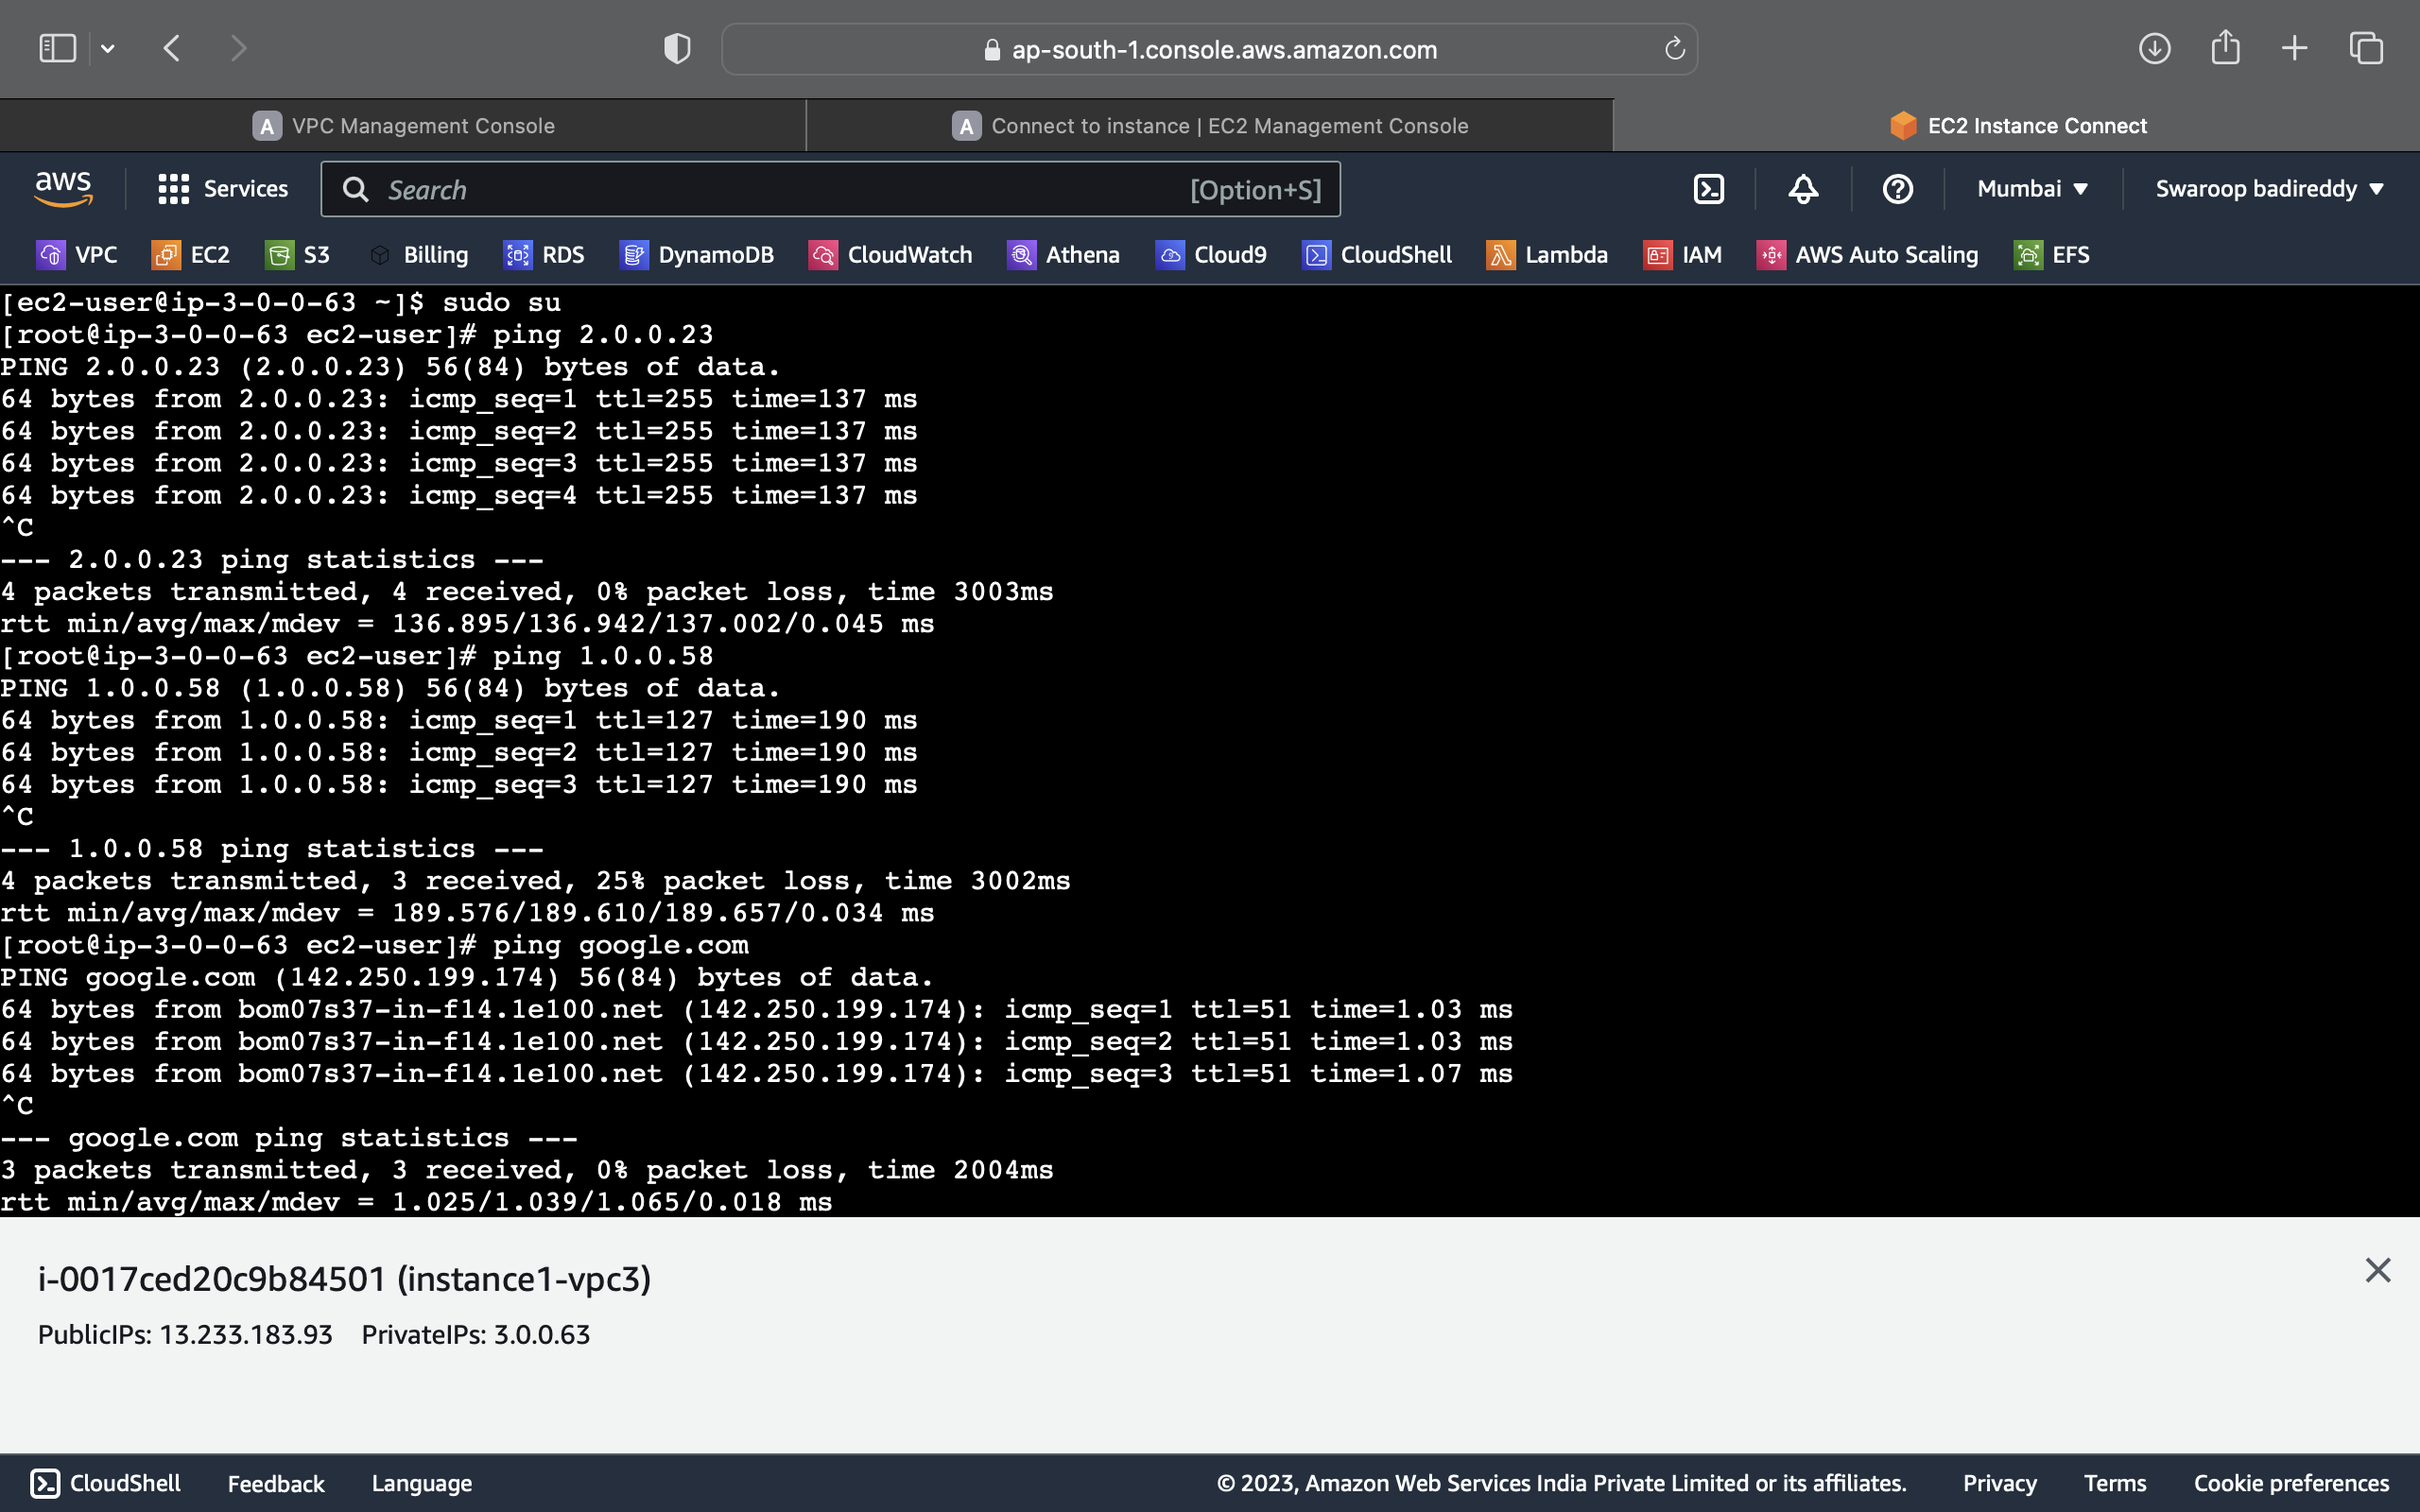 ap-south-1.console.aws.amazon.com
A VPC Management Console
A Connect to instance | EC2 Management Console
EC2 Instance Connect
aws
Services
Search
[Option+S]
Mumbai
Swaroop badireddy
VPC
EC2
S3
Billing
RDS
DynamoDB
CloudWatch
Athena
Cloud9
CloudShell
Lambda
IAM
AWS Auto Scaling
EFS
[ec2-user@ip-3-0-0-63 ~]$ sudo su
[root@ip-3-0-0-63 ec2-user]# ping 2.0.0.23
PING 2.0.0.23 (2.0.0.23) 56(84) bytes of data.
64 bytes from 2.0.0.23: icmp_seq=1 ttl=255 time=137 ms
64 bytes from 2.0.0.23: icmp_seq=2 ttl=255 time=137 ms
64 bytes from 2.0.0.23: icmp_seq=3 ttl=255 time=137 ms
64 bytes from 2.0.0.23: icmp_seq=4 ttl=255 time=137 ms
^C
--- 2.0.0.23 ping statistics ---
4 packets transmitted, 4 received, 0% packet loss, time 3003ms
rtt min/avg/max/mdev = 136.895/136.942/137.002/0.045 ms
[root@ip-3-0-0-63 ec2-user]# ping 1.0.0.58
PING 1.0.0.58 (1.0.0.58) 56(84) bytes of data.
64 bytes from 1.0.0.58: icmp_seq=1 ttl=127 time=190 ms
64 bytes from 1.0.0.58: icmp_seq=2 ttl=127 time=190 ms
64 bytes from 1.0.0.58: icmp_seq=3 ttl=127 time=190 ms
^C
--- 1.0.0.58 ping statistics ---
4 packets transmitted, 3 received, 25% packet loss, time 3002ms
rtt min/avg/max/mdev = 189.576/189.610/189.657/0.034 ms
[root@ip-3-0-0-63 ec2-user]# ping google.com
PING google.com (142.250.199.174) 56(84) bytes of data.
64 bytes from bom07s37-in-f14.1e100.net (142.250.199.174): icmp_seq=1 ttl=51 time=1.03 ms
64 bytes from bom07s37-in-f14.1e100.net (142.250.199.174): icmp_seq=2 ttl=51 time=1.03 ms
64 bytes from bom07s37-in-f14.1e100.net (142.250.199.174): icmp_seq=3 ttl=51 time=1.07 ms
^C
--- google.com ping statistics ---
3 packets transmitted, 3 received, 0% packet loss, time 2004ms
rtt min/avg/max/mdev = 1.025/1.039/1.065/0.018 ms
i-0017ced20c9b84501 (instance1-vpc3)
PublicIPs: 13.233.183.93 PrivateIPs: 3.0.0.63
CloudShell
Feedback
Language
© 2023, Amazon Web Services India Private Limited or its affiliates.
Privacy
Terms
Cookie preferences